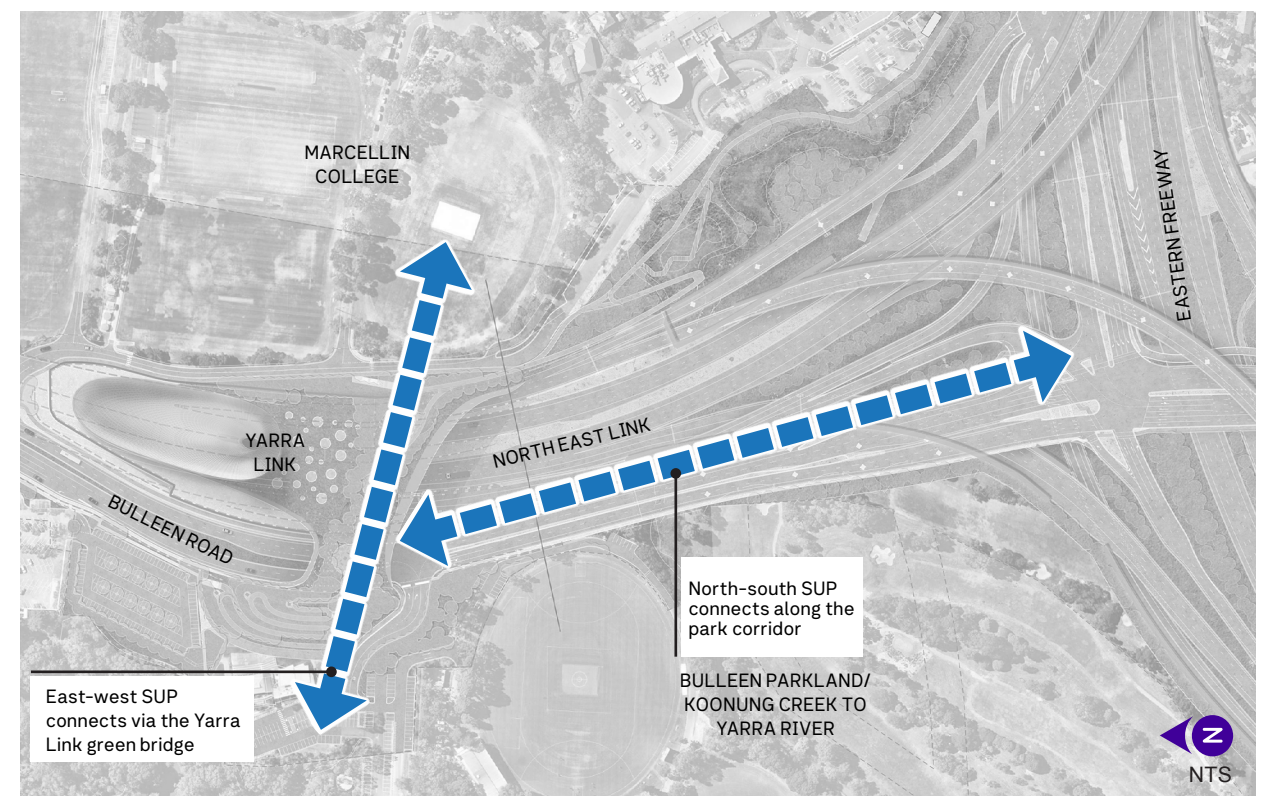 MARCELLIN
COLLEGE
EASTERN FREEWAY
YARRA
LINK
NORTH EAST LINK
BULLEEN ROAD
North-south SUP
connects along the
park corridor
East-west SUP
connects via the Yarra
Link green bridge
BULLEEN PARKLAND/
KOONUNG CREEK TO
YARRA RIVER
N
NTS